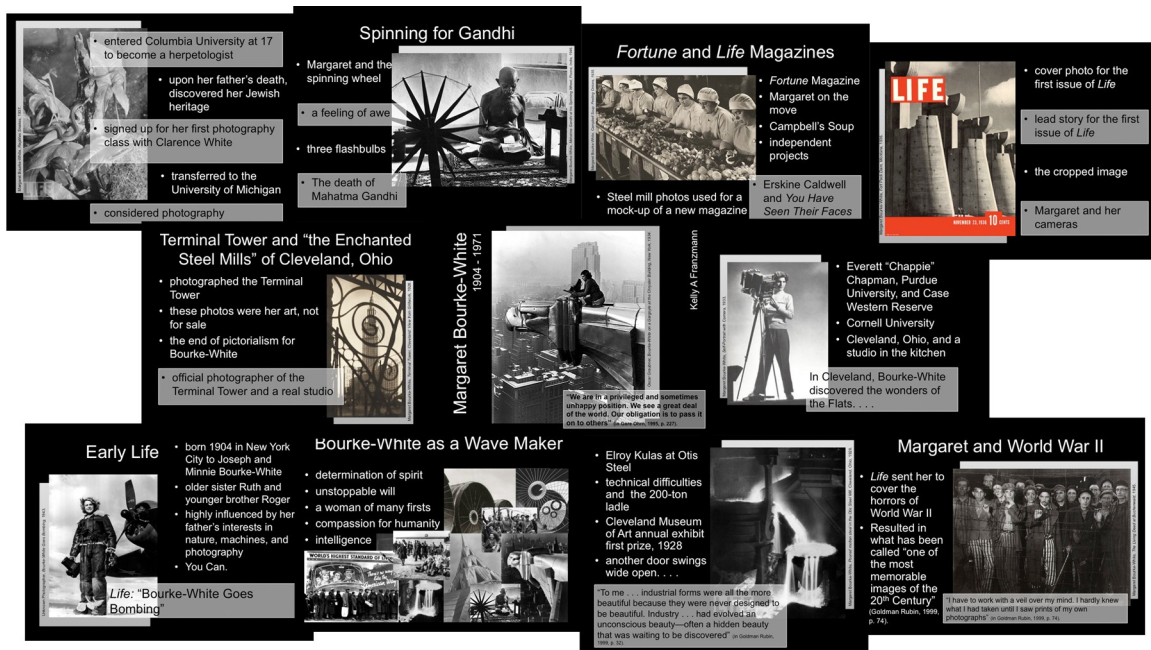 entered Columbia University at 17
to become a herpetologist
upon her father's death,
discovered her Jewish
heritage
signed up for her first photography
class with Clarence White
transferred to the
University of Michigan
considered photography
LIFE
Spinning for Gandhi
Margaret and the
spinning wheel
a feeling of awe
three flashbulbs
The death of
Mahatma Gandhi
Fortune and Life Magazines
Fortune Magazine
Margaret on the
move
Campbell's Soup
independent
projects
Steel mill photos used for a
mock-up of a new magazine
Erskine Caldwell
and You Have
Seen Their Faces
LIFE
NOVEMBER 23, 1936 10 CENTS
cover photo for the
first issue of Life
lead story for the first
issue of Life
the cropped image
Margaret and her
cameras
Terminal Tower and "the Enchanted
Steel Mills" of Cleveland, Ohio
photographed the Terminal
Tower
these photos were her art, not
for sale
the end of pictorialism for
Bourke-White
official photographer of the
Terminal Tower and a real studio
Margaret Bourke-White
1904 - 1971
"We are in a privileged and sometimes
unhappy position. We see a great deal
of the world. Our obligation is to pass it
on to others" (in Gam Ohm, 1995, p. 227).
Kelly A Franzmann
Everett "Chappie"
Chapman, Purdue
University, and Case
Western Reserve
Cornell University
Cleveland, Ohio, and a
studio in the kitchen
In Cleveland, Bourke-White
discovered the wonders of
the Flats. . . .
Early Life
born 1904 in New York
City to Joseph and
Minnie Bourke-White
older sister Ruth and
younger brother Roger
highly influenced by her
father's interests in
nature, machines, and
photography
You Can.
Life: "Bourke-White Goes
Bombing"
Bourke-White as a Wave Maker
determination of spirit
unstoppable will
a woman of many firsts
compassion for humanity
intelligence
WORLD'S HIGHEST STANDARD OF LIVING
Elroy Kulas at Otis
Steel
technical difficulties
and the 200-ton
ladle
Cleveland Museum
of Art annual exhibit
first prize, 1928
another door swings
wide open. . . .
"To me . . . industrial forms were all the more
beautiful because they were never designed to
be beautiful. Industry . . . had evolved an
unconscious beauty—often a hidden beauty
that was waiting to be discovered" (in Goldman Rubin,
1999, p. 32).
Margaret and World War II
Life sent her to
cover the
horrors of
World War II
Resulted in
what has been
called "one of
the most
memorable
images of the
20th Century"
(Goldman Rubin, 1999,
p. 74).
"I have to work with a veil over my mind. I hardly knew
what I had taken until I saw prints of my own
photographs" (in Goldman Rubin, 1999, p. 74).